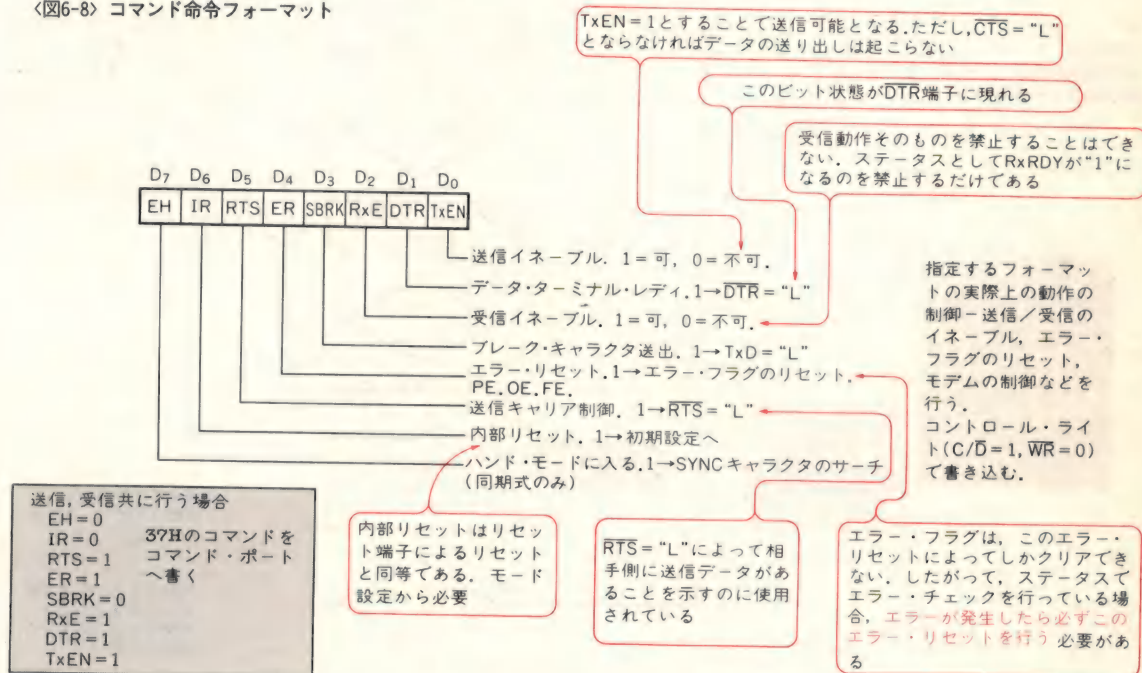 〈図6-8〉 コマンド命令フォーマット
TxEN=1とすることで送信可能となる.ただし,CTS="L"
とならなければデータの送り出しは起こらない
このビット状態がDTR端子に現れる
受信動作そのものを禁止することはでき
ない. ステータスとしてRxRDYが"1"に
なるのを禁止するだけである
D7 D6 D5 D4 D3 D2 D1 D0
EH IR RTS ER SBRK RxE DTR TxEN
送信イネーブル. 1=可, 0=不可.
データ・ターミナル・レディ.1→DTR="L"
受信イネーブル. 1=可, 0=不可.
ブレーク・キャラクタ送出. 1→TxD="L"
エラー・リセット.1→エラー・フラグのリセット.
PE.OE.FE.
送信キャリア制御. 1→RTS="L"
内部リセット. 1→初期設定へ
ハンド・モードに入る.1→SYNCキャラクタのサーチ
(同期式のみ)
指定するフォーマッ
トの実際上の動作の
制御-送信/受信の
イネーブル, エラー・
フラグのリセット,
モデムの制御などを
行う.
コントロール・ライ
ト(C/D=1, WR=0)
で書き込む.
送信, 受信共に行う場合
EH=0
IR=0
RTS=1
ER=1
SBRK=0
RxE=1
DTR=1
TxEN=1
37Hのコマンドを
コマンド・ポート
へ書く
内部リセットはリセッ
ト端子によるリセット
と同等である. モード
設定から必要
RTS="L"によって相
手側に送信データがあ
ることを示すのに使用
されている
エラー・フラグは, このエラー・
リセットによってしかクリアでき
ない. したがって, ステータスで
エラー・チェックを行っている場
合, エラーが発生したら必ずこの
エラー・リセットを行う 必要があ
る